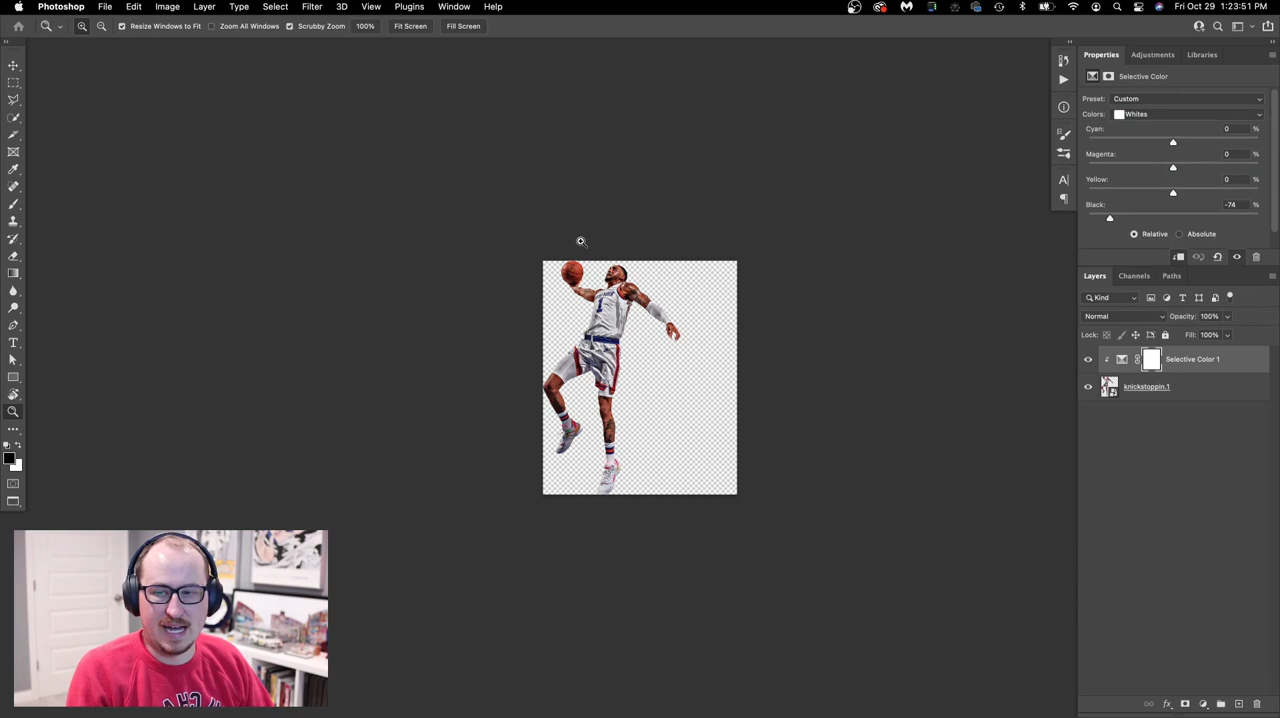 Photoshop File Edit Image Layer Type Select Filter 3D View Plugins Window Help Fri Oct 29 1:23:51 PM
Resize Windows to Fit Zoom All Windows Scrubby Zoom 100% Fit Screen Fill Screen
Properties Adjustments Libraries
Selective Color
Preset: Custom
Colors: Whites
Cyan: 0 %
Magenta: 0 %
Yellow: 0 %
Black: -74 %
Relative Absolute
Layers Channels Paths
Kind
Normal Opacity: 100%
Lock: Fill: 100%
Selective Color 1
knickstoppin.1
1
fx